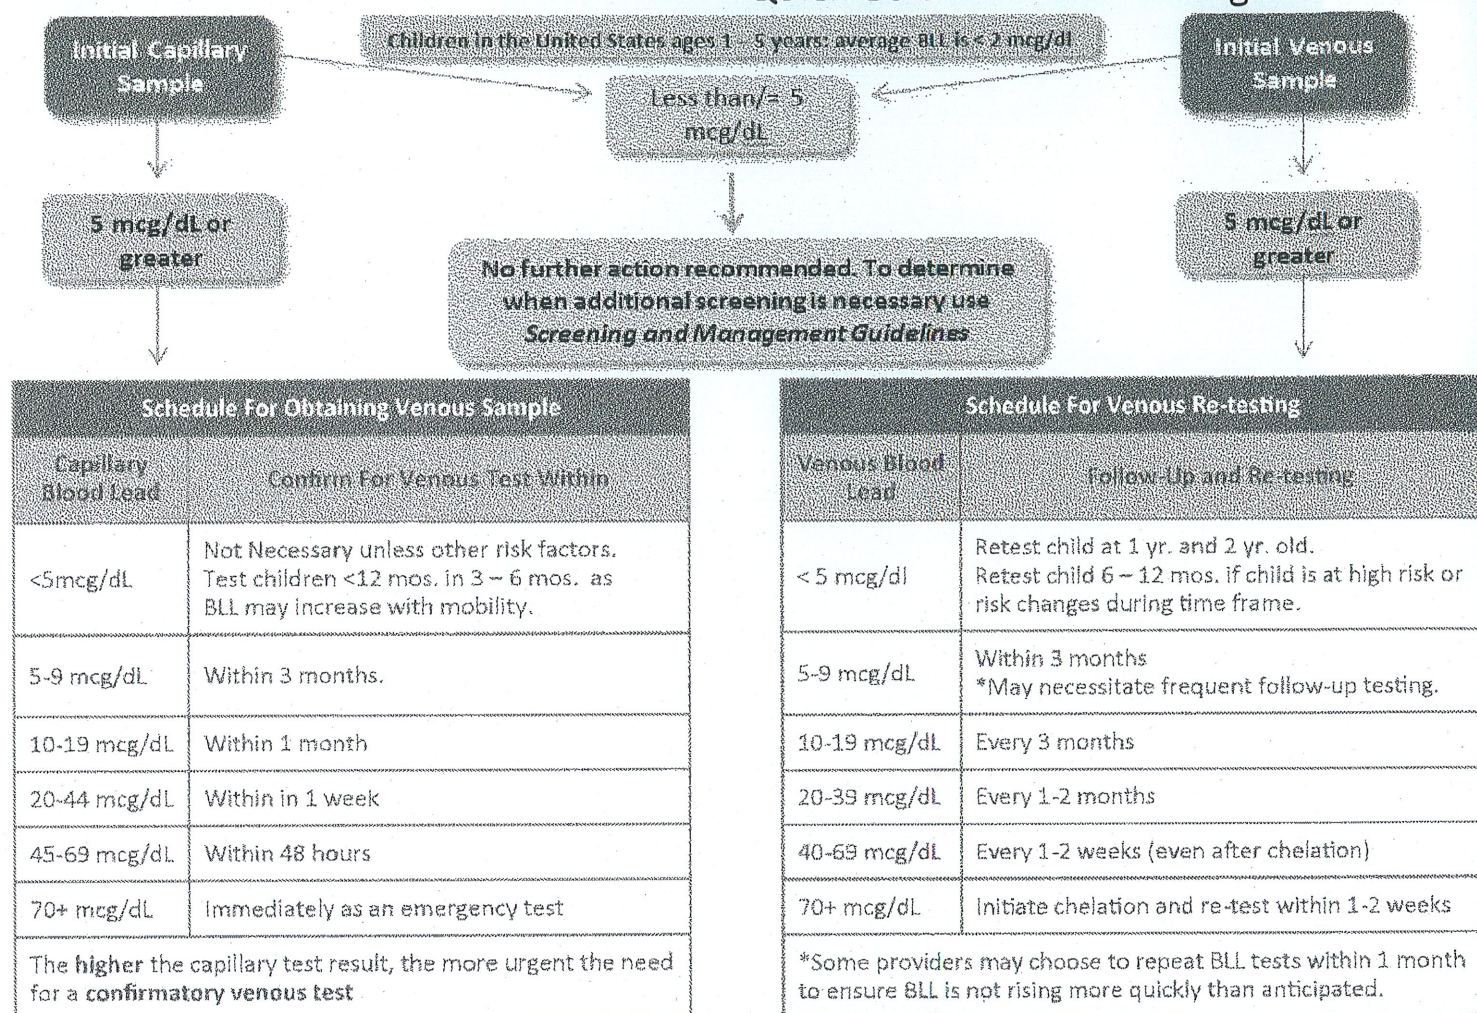 Initial Capillary
Sample
Children in the United States ages 1 – 5 years: average BLL is < 2 mcg/dl
Initial Venous
Sample
Less than/= 5
mcg/dL
5 mcg/dL or
greater
5 mcg/dL or
greater
No further action recommended. To determine
when additional screening is necessary use
Screening and Management Guidelines
Schedule For Obtaining Venous Sample
Capillary
Blood Lead
Confirm For Venous Test Within
<5mcg/dL
Not Necessary unless other risk factors.
Test children <12 mos. in 3 – 6 mos. as
BLL may increase with mobility.
5-9 mcg/dL
Within 3 months.
10-19 mcg/dL
Within 1 month
20-44 mcg/dL
Within in 1 week
45-69 mcg/dL
Within 48 hours
70+ mcg/dL
Immediately as an emergency test
The higher the capillary test result, the more urgent the need
for a confirmatory venous test
Schedule For Venous Re-testing
Venous Blood
Lead
Follow-Up and Re-testing
< 5 mcg/dl
Retest child at 1 yr. and 2 yr. old.
Retest child 6 – 12 mos. if child is at high risk or
risk changes during time frame.
5-9 mcg/dL
Within 3 months
*May necessitate frequent follow-up testing.
10-19 mcg/dL
Every 3 months
20-39 mcg/dL
Every 1-2 months
40-69 mcg/dL
Every 1-2 weeks (even after chelation)
70+ mcg/dL
Initiate chelation and re-test within 1-2 weeks
*Some providers may choose to repeat BLL tests within 1 month
to ensure BLL is not rising more quickly than anticipated.